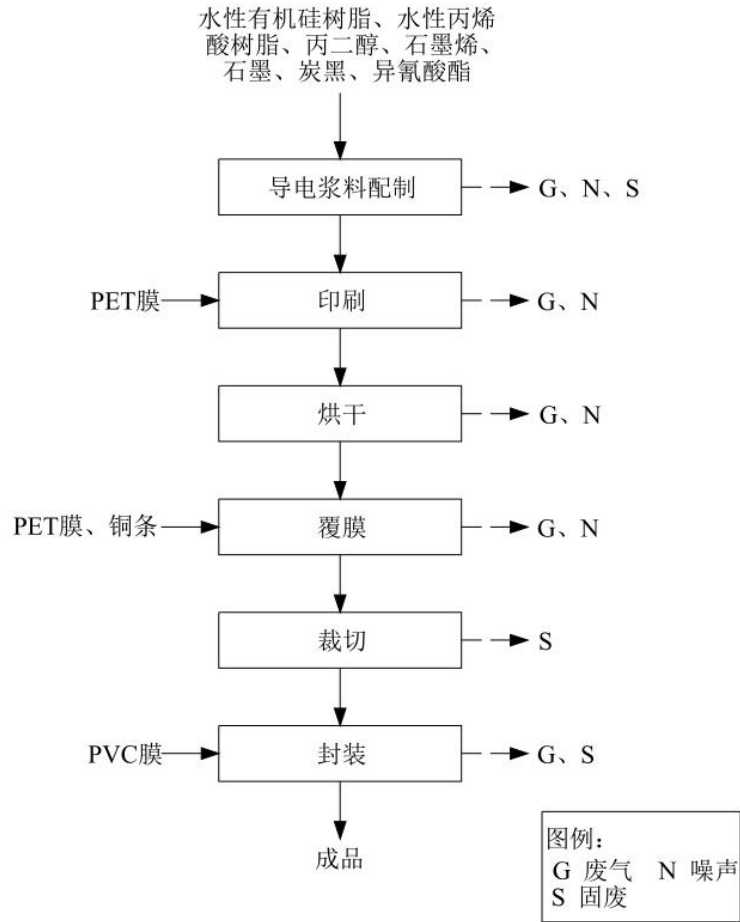 水性有机硅树脂、水性丙烯
酸树脂、丙二醇、石墨烯、
石墨、炭黑、异氰酸酯
导电浆料配制
G、N、S
PET膜
印刷
G、N
烘干
G、N
PET膜、铜条
覆膜
G、N
裁切
S
PVC膜
封装
G、S
成品
图例：
G 废气 N 噪声
S 固废